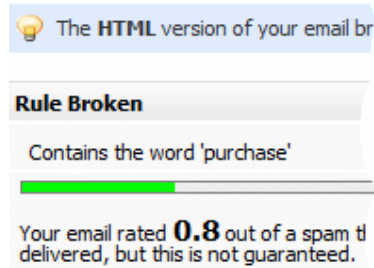 The HTML version of your email br
Rule Broken
Contains the word 'purchase'
Your email rated 0.8 out of a spam tl
delivered, but this is not guaranteed.